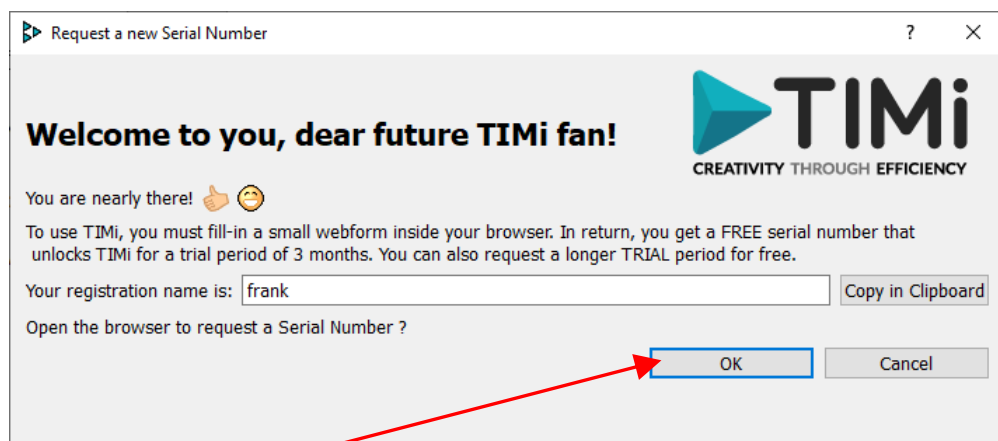 Request a new Serial Number
?
TIMi
CREATIVITY THROUGH EFFICIENCY
Welcome to you, dear future TIMi fan!
You are nearly there!
To use TIMi, you must fill-in a small webform inside your browser. In return, you get a FREE serial number that
unlocks TIMi for a trial period of 3 months. You can also request a longer TRIAL period for free.
Your registration name is: frank Copy in Clipboard
Open the browser to request a Serial Number ?
OK Cancel